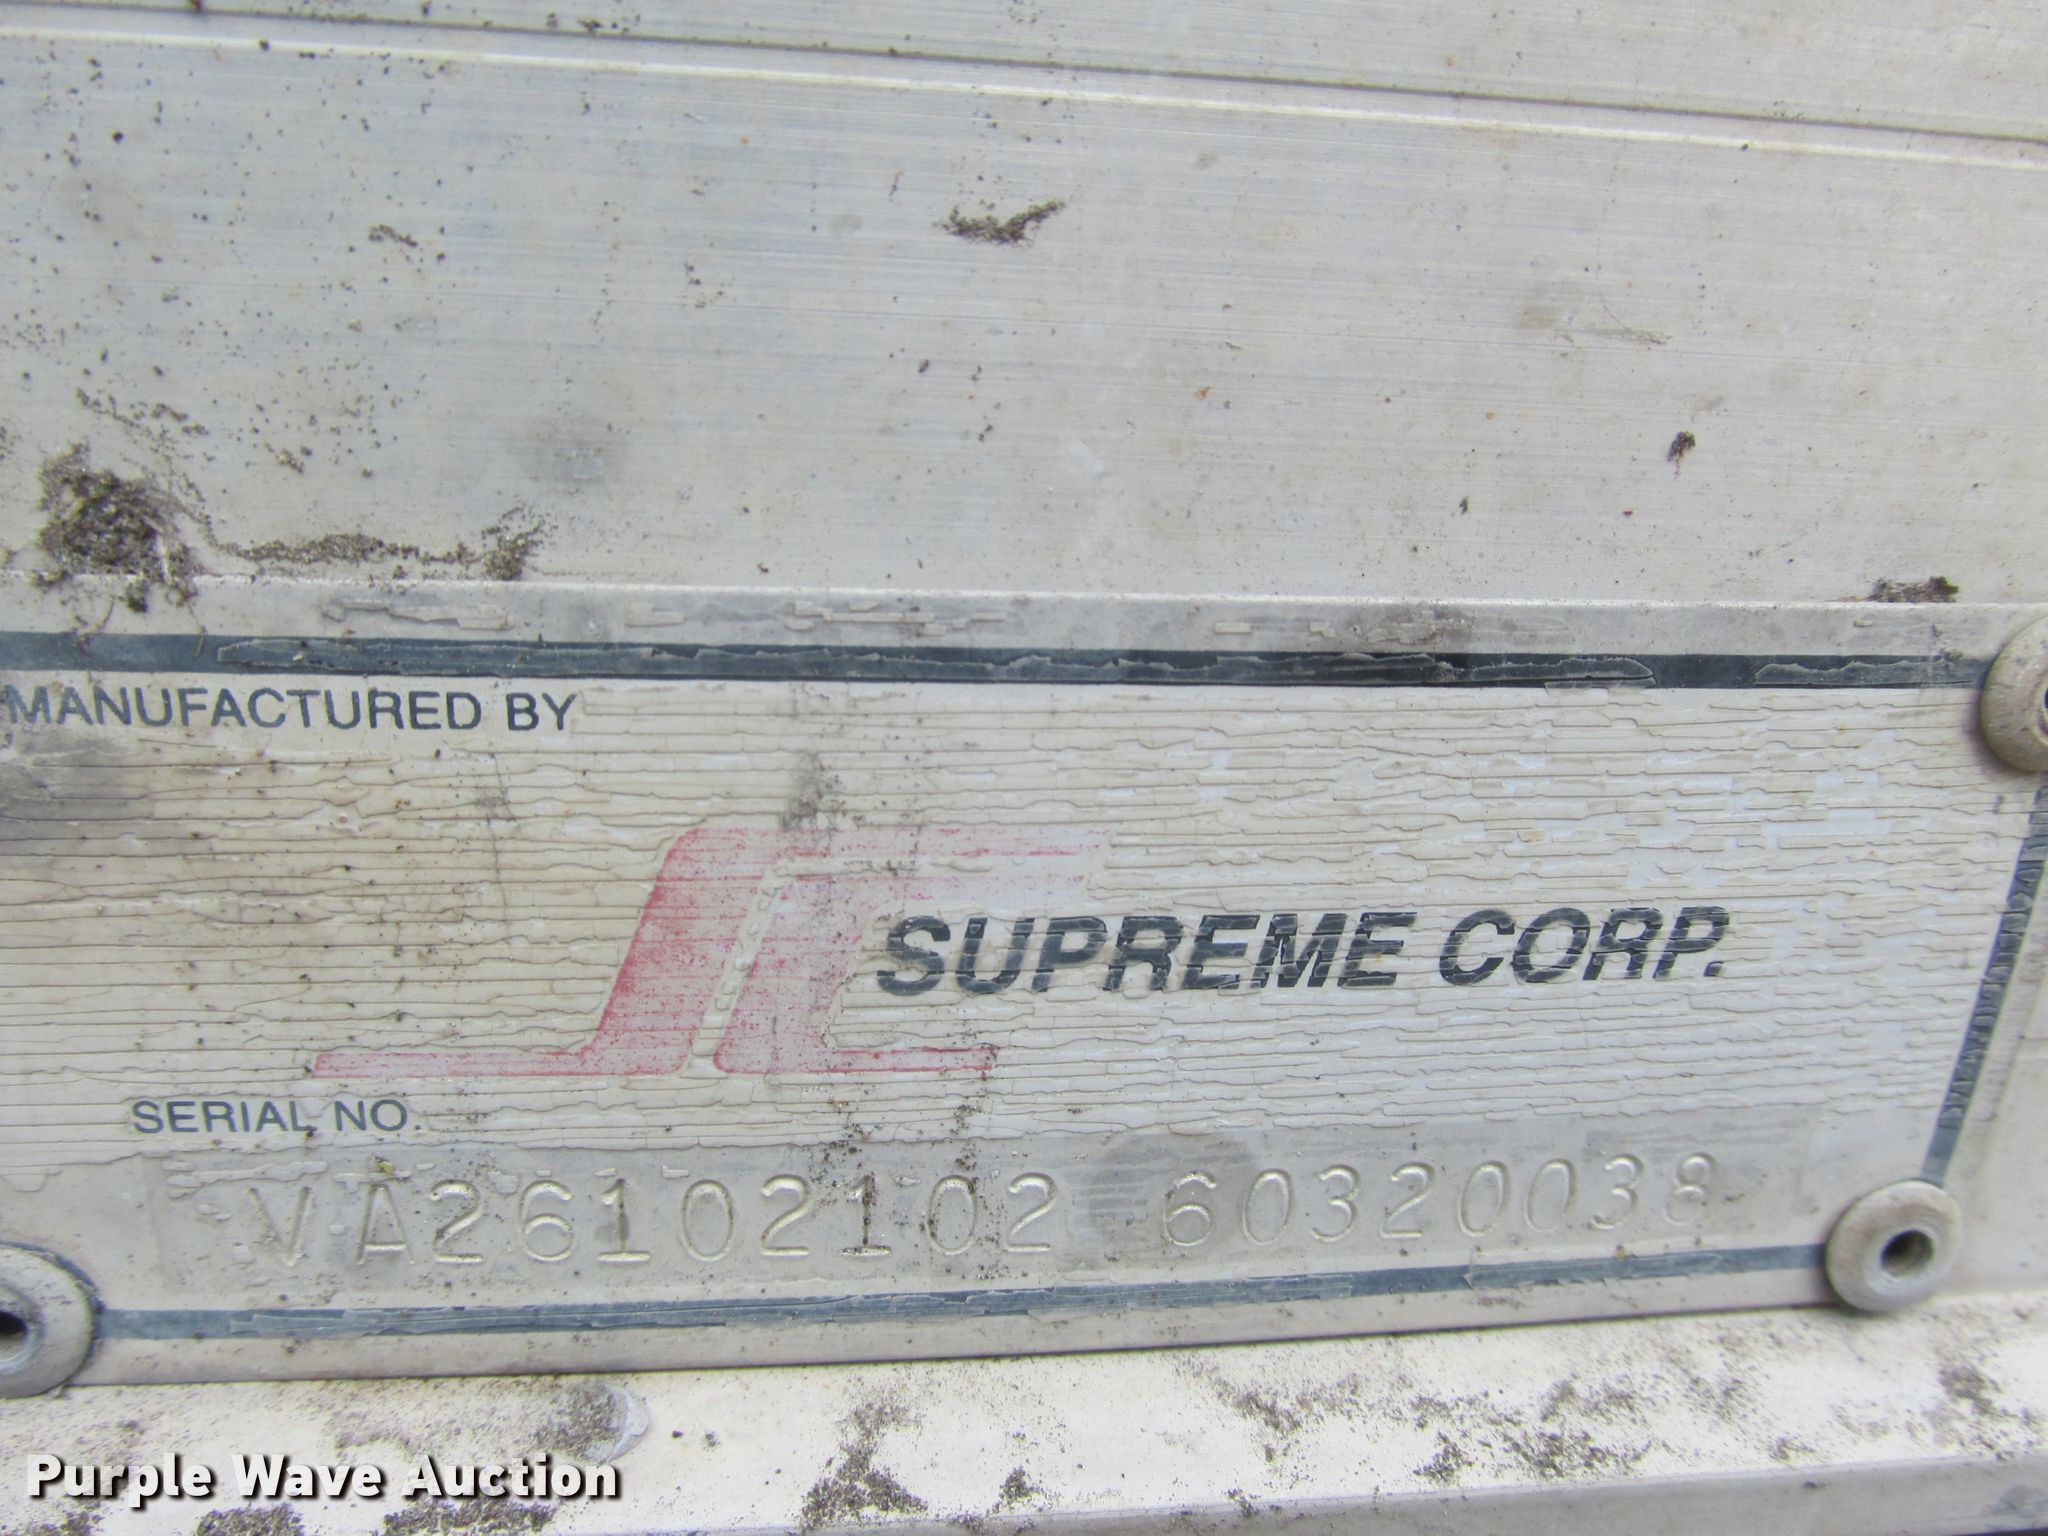 MANUFACTURED BY
SUPREME CORP.
SERIAL NO.
VA26102102 60320038
Purple Wave Auction